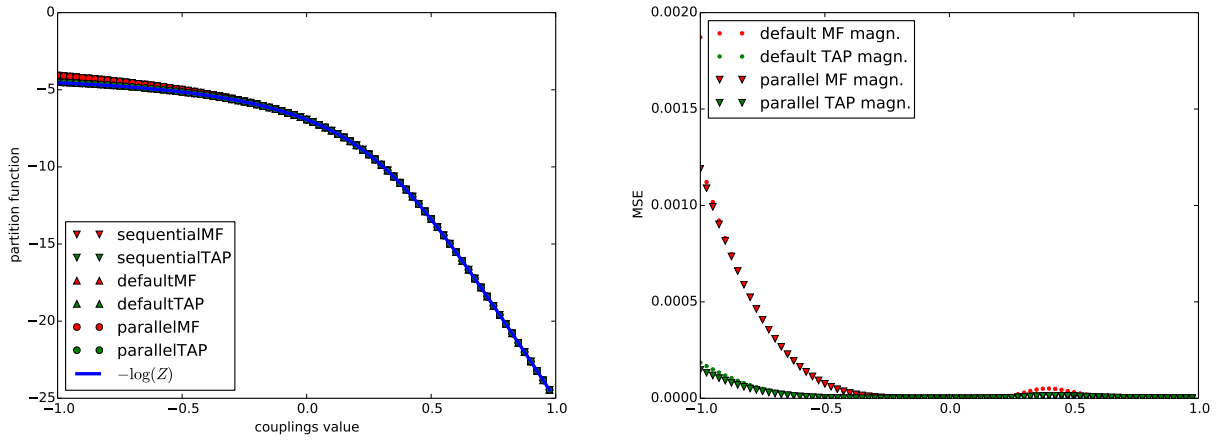 0
−5
−10
−15
−20
−25
partition function
sequentialMF
sequentialTAP
defaultMF
defaultTAP
parallelMF
parallelTAP
−log(Z)
−1.0
−0.5
0.0
0.5
1.0
couplings value
0.0020
0.0015
0.0010
0.0005
0.0000
MSE
default MF magn.
default TAP magn.
parallel MF magn.
parallel TAP magn.
−1.0
−0.5
0.0
0.5
1.0